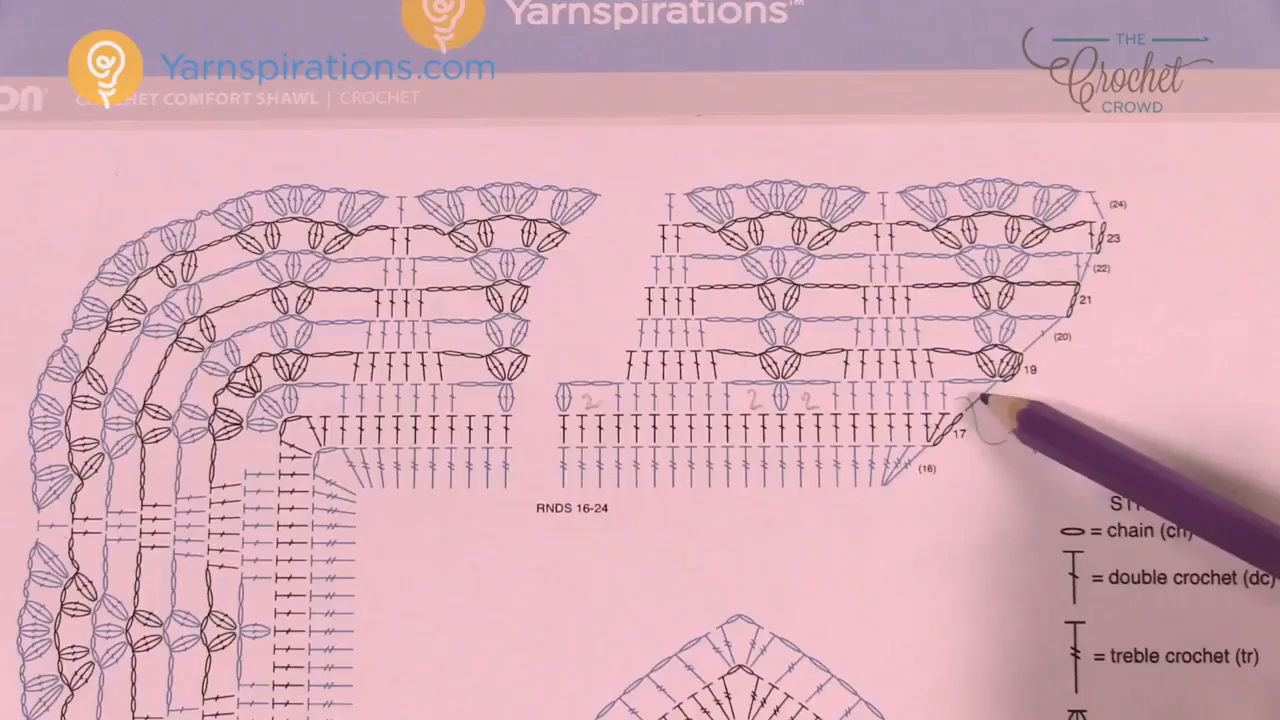 Yarnspirations™
Yarnspirations.com
THE
Crochet
CROWD
CROCHET COMFORT SHAWL | CROCHET
(24)
23
(22)
21
(20)
19
2 2 2
17
(16)
RNDS 16-24
= chain (ch)
= double crochet (dc)
= treble crochet (tr)